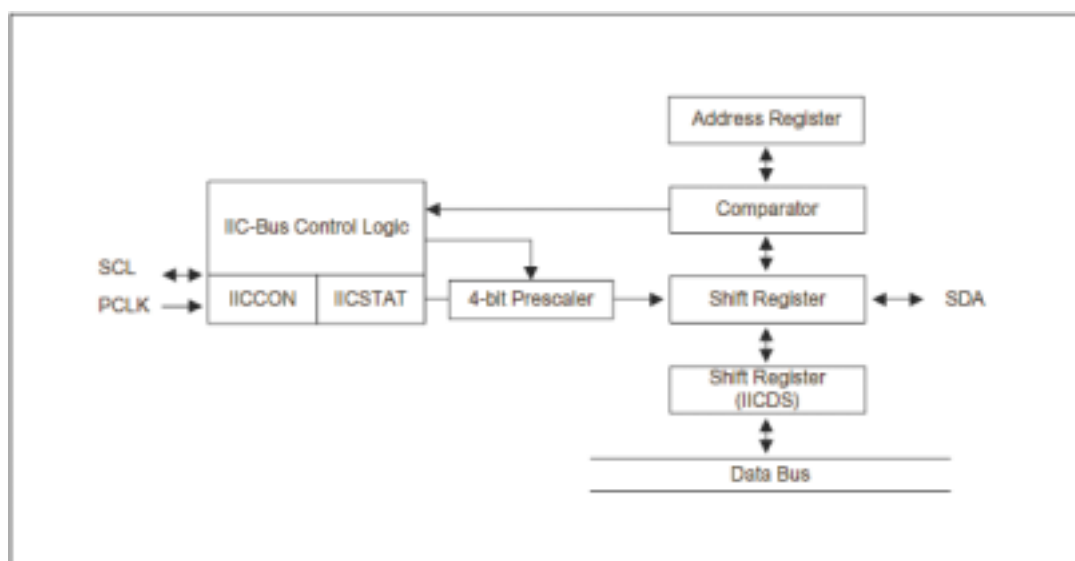 Address Register
Comparator
IIC-Bus Control Logic
SCL
PCLK
IICCON
IICSTAT
4-bit Prescaler
Shift Register
SDA
Shift Register
(IICDS)
Data Bus